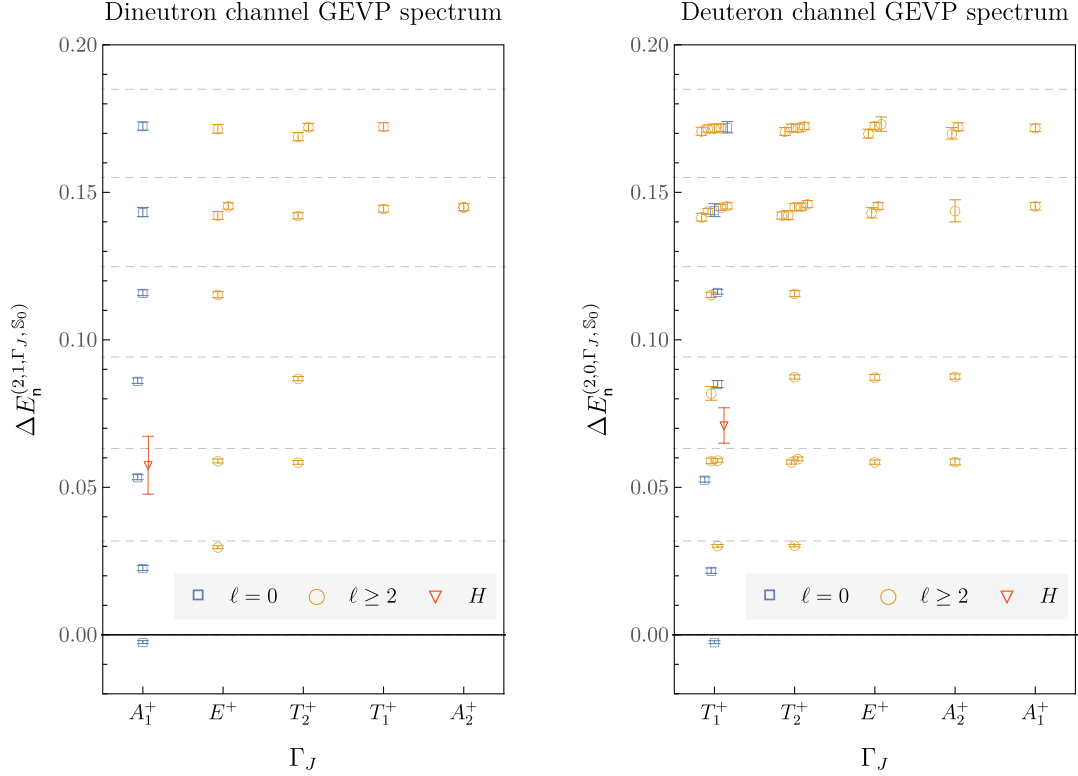 Dineutron channel GEVP spectrum
0.20
0.15
0.10
0.05
0.00
ΔE_n^(2,1,Γ_J,𝕊_0)
ℓ = 0
ℓ ≥ 2
H
A_1^+
E^+
T_2^+
T_1^+
A_2^+
Γ_J
Deuteron channel GEVP spectrum
0.20
0.15
0.10
0.05
0.00
ΔE_n^(2,0,Γ_J,𝕊_0)
ℓ = 0
ℓ ≥ 2
H
T_1^+
T_2^+
E^+
A_2^+
A_1^+
Γ_J